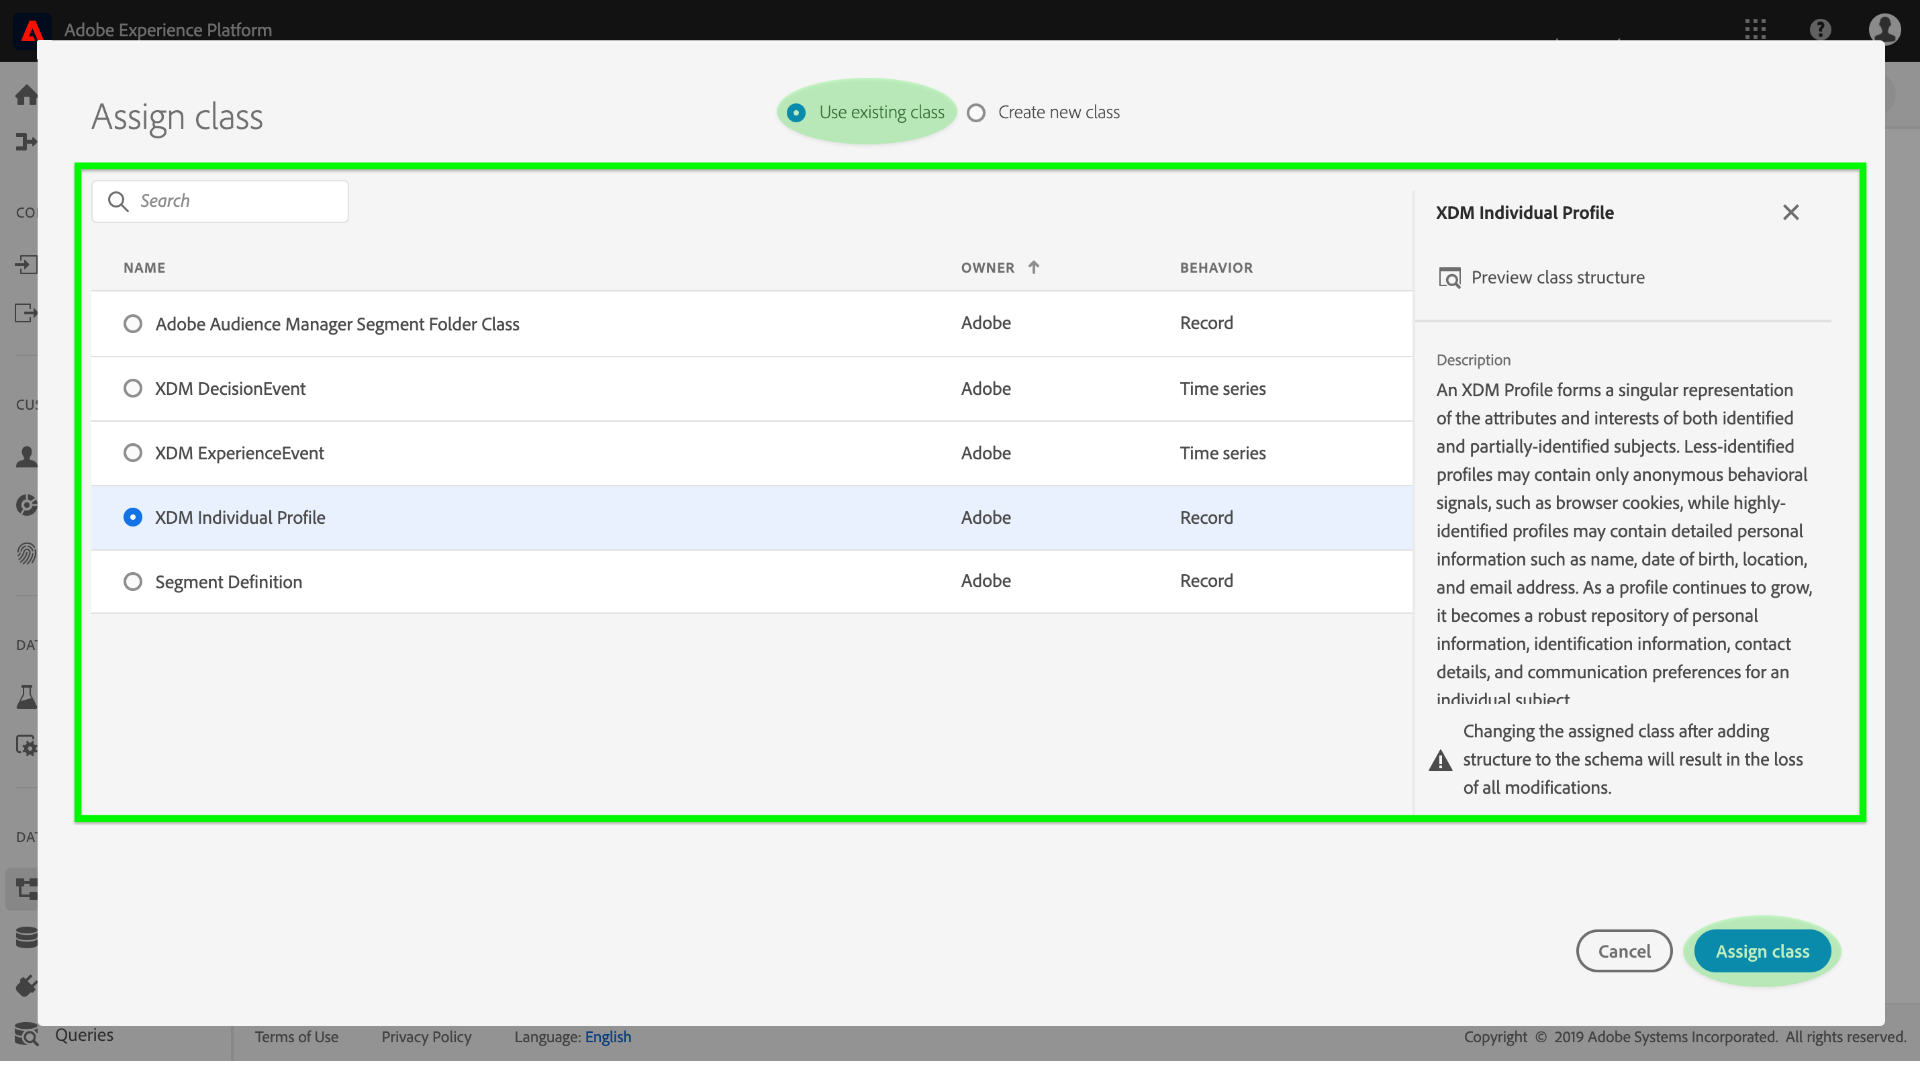 Adobe Experience Platform
Assign class
Use existing class
Create new class
Search
NAME
OWNER
BEHAVIOR
Adobe Audience Manager Segment Folder Class
Adobe
Record
XDM DecisionEvent
Adobe
Time series
XDM ExperienceEvent
Adobe
Time series
XDM Individual Profile
Adobe
Record
Segment Definition
Adobe
Record
XDM Individual Profile
Preview class structure
Description
An XDM Profile forms a singular representation
of the attributes and interests of both identified
and partially-identified subjects. Less-identified
profiles may contain only anonymous behavioral
signals, such as browser cookies, while highly-
identified profiles may contain detailed personal
information such as name, date of birth, location,
and email address. As a profile continues to grow,
it becomes a robust repository of personal
information, identification information, contact
details, and communication preferences for an
individual subject
Changing the assigned class after adding
structure to the schema will result in the loss
of all modifications.
Cancel
Assign class
CO
CUS
DAT
DAT
Queries
Terms of Use
Privacy Policy
Language: English
Copyright © 2019 Adobe Systems Incorporated. All rights reserved.